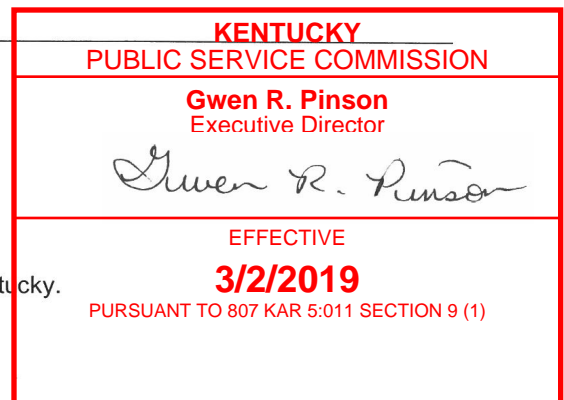 KENTUCKY
PUBLIC SERVICE COMMISSION
Gwen R. Pinson
Executive Director
Gwen R. Pinson
EFFECTIVE
tucky.
3/2/2019
PURSUANT TO 807 KAR 5:011 SECTION 9 (1)